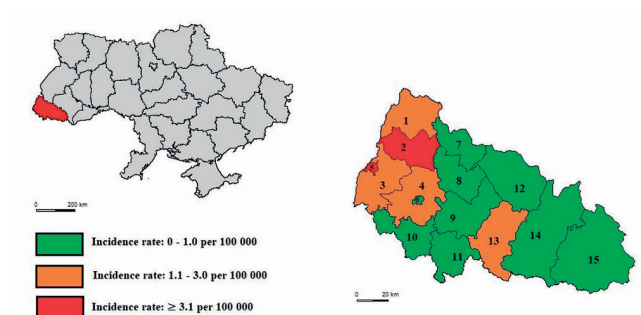 0 200 km
Incidence rate: 0 - 1.0 per 100 000
Incidence rate: 1.1 - 3.0 per 100 000
Incidence rate: ≥ 3.1 per 100 000
1
2
7
3
4
8
12
9
10
13
14
11
15
0 20 km